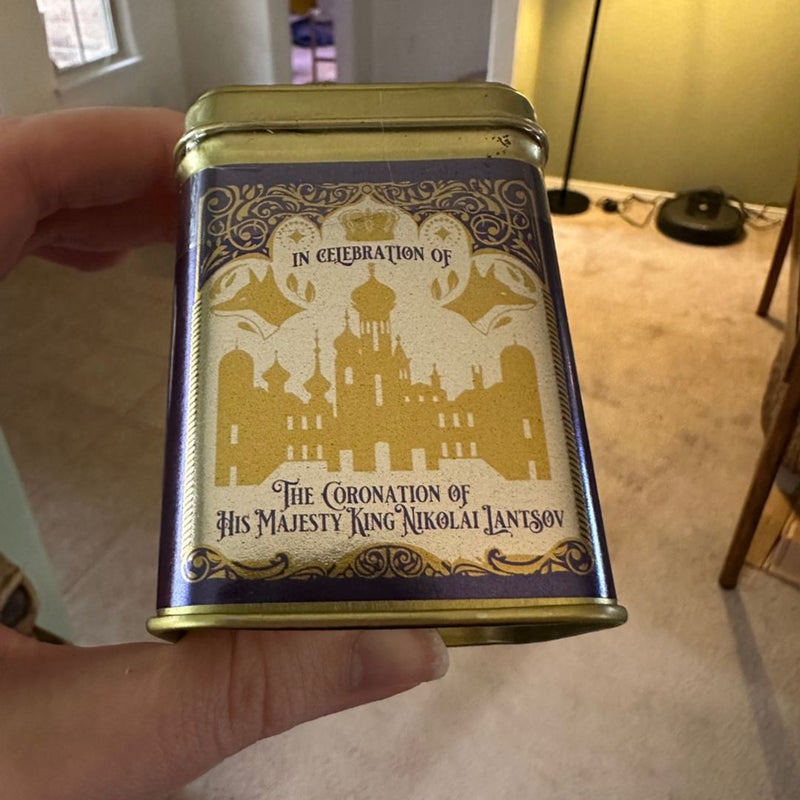 IN CELEBRATION OF
THE CORONATION OF
HIS MAJESTY KING NIKOLAI LANTSOV